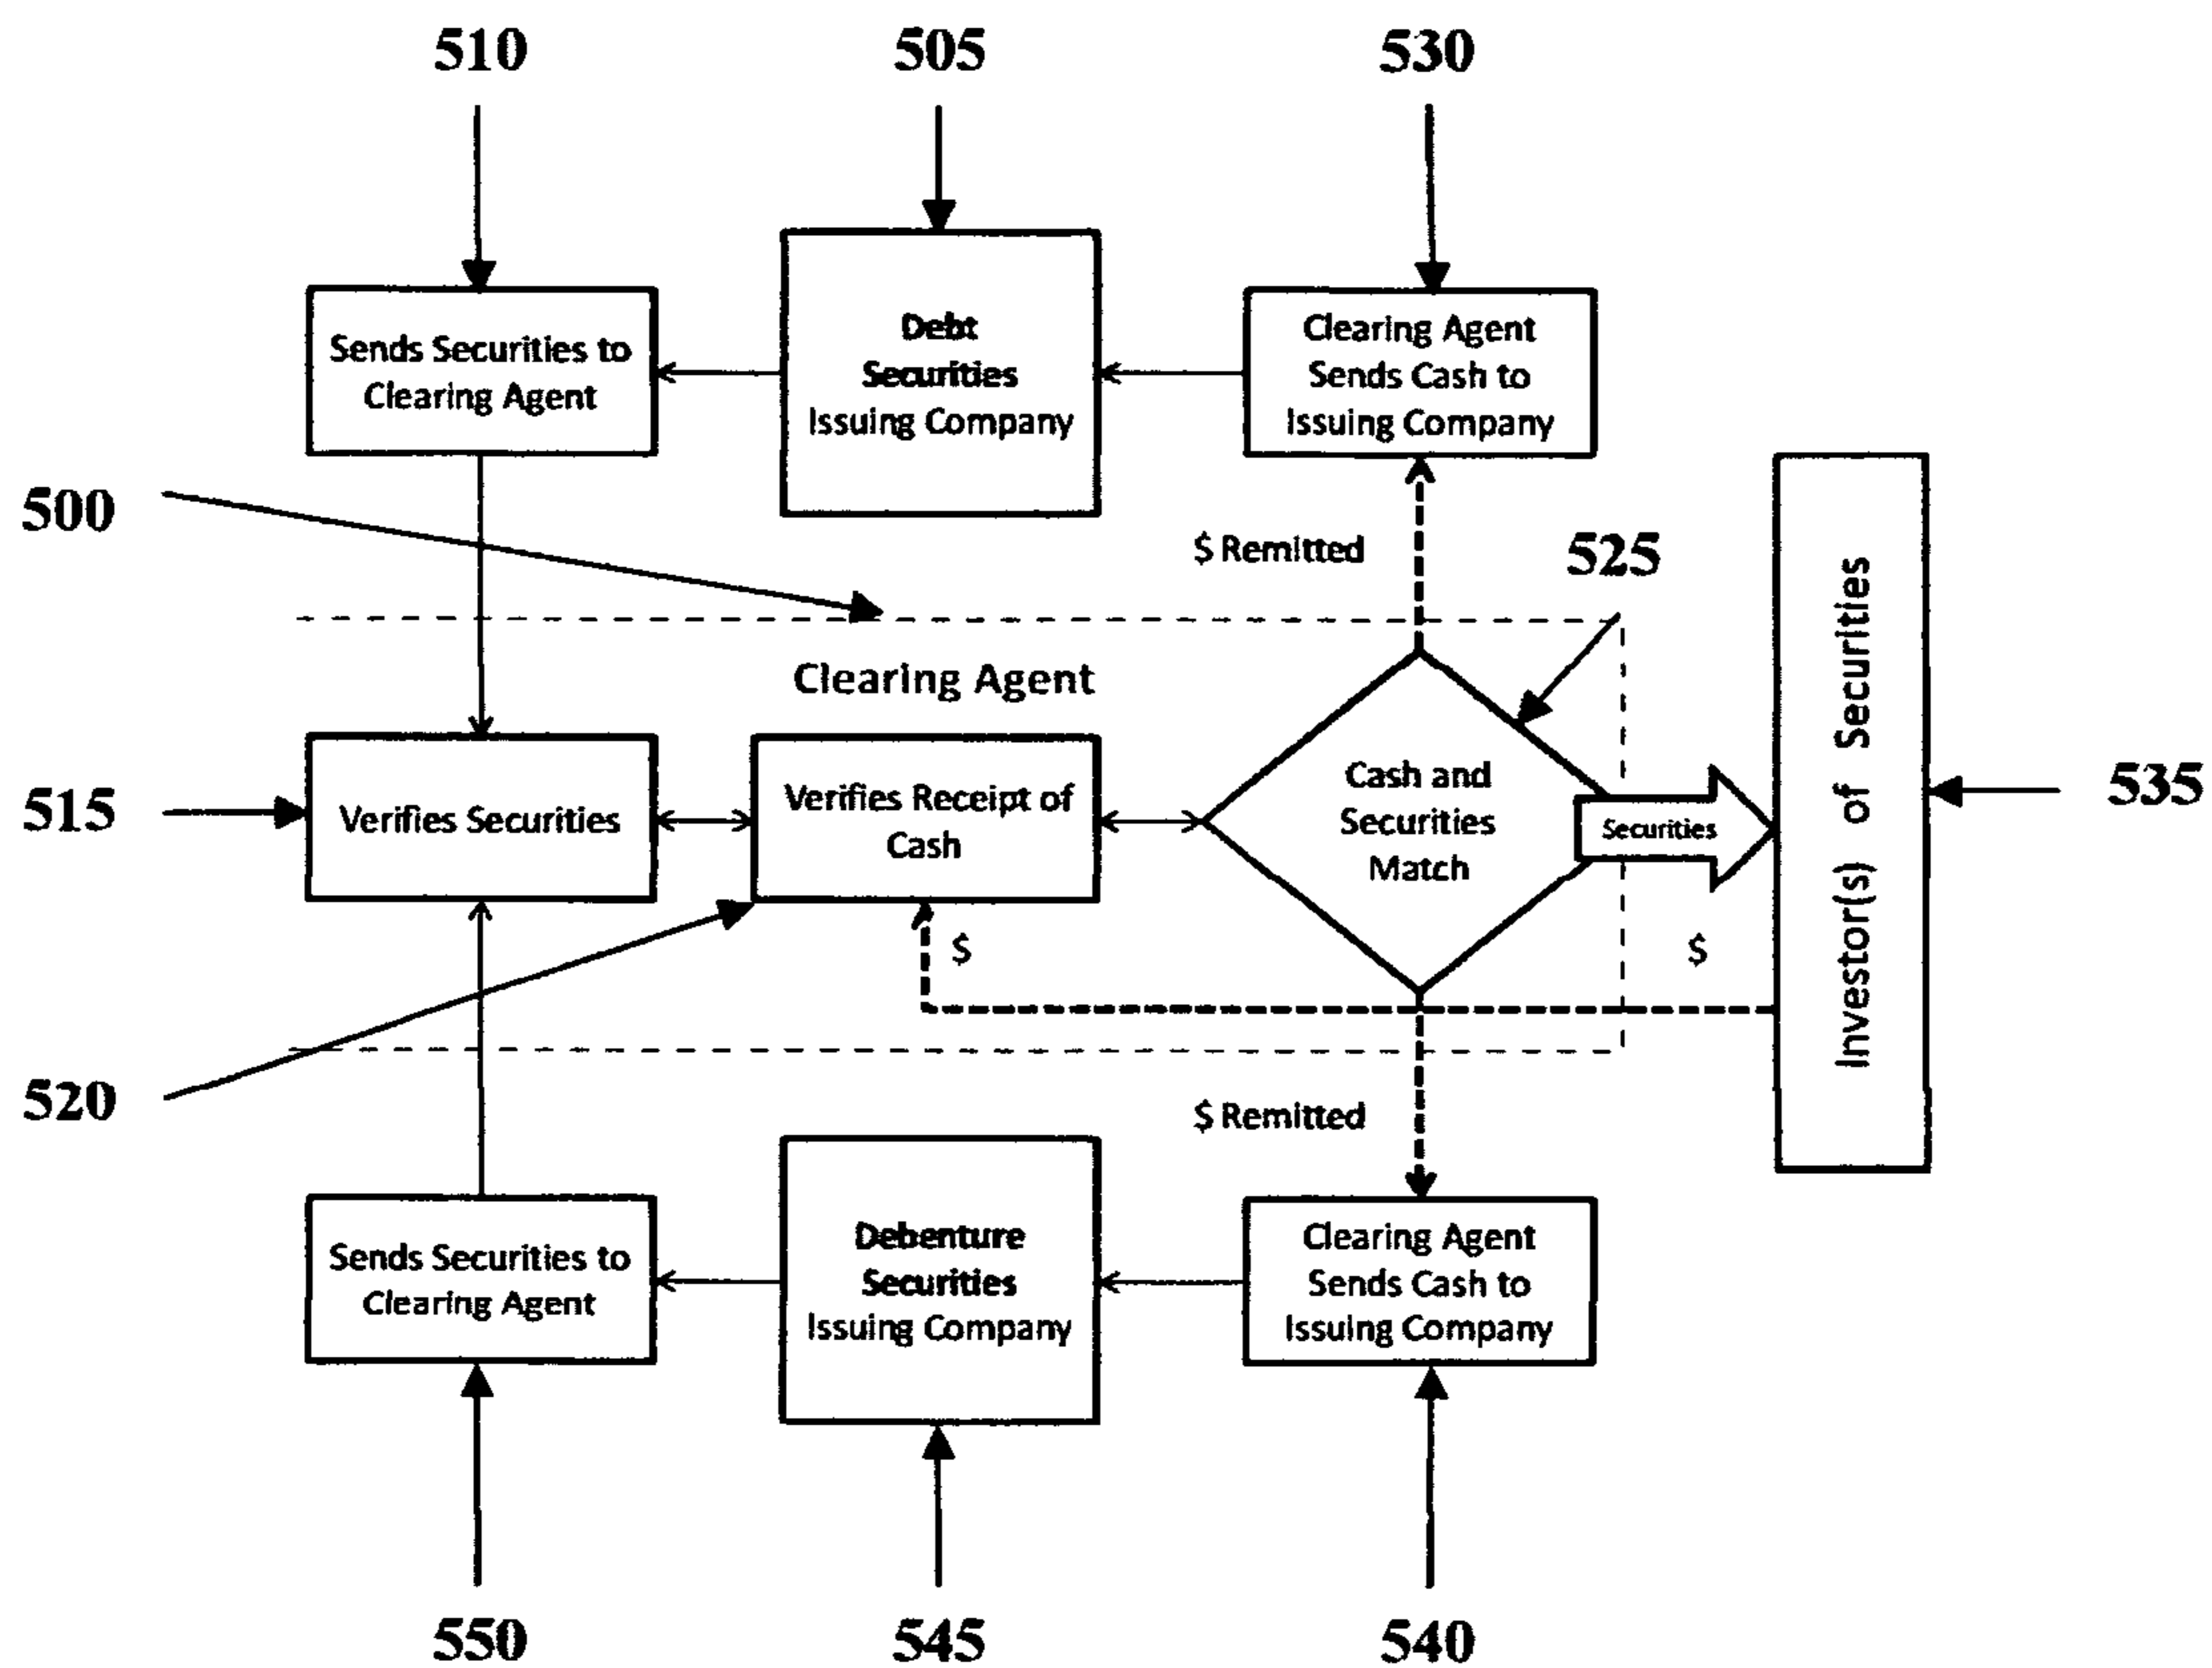 510
505
530
Sends Securities to
Clearing Agent
Debt
Securities
Issuing Company
Clearing Agent
Sends Cash to
Issuing Company
500
$ Remitted
525
Clearing Agent
515
Verifies Securities
Verifies Receipt of
Cash
Cash and
Securities
Match
Securities
Investor(s) of Securities
535
$
$
520
$ Remitted
Sends Securities to
Clearing Agent
Debenture
Securities
Issuing Company
Clearing Agent
Sends Cash to
Issuing Company
550
545
540